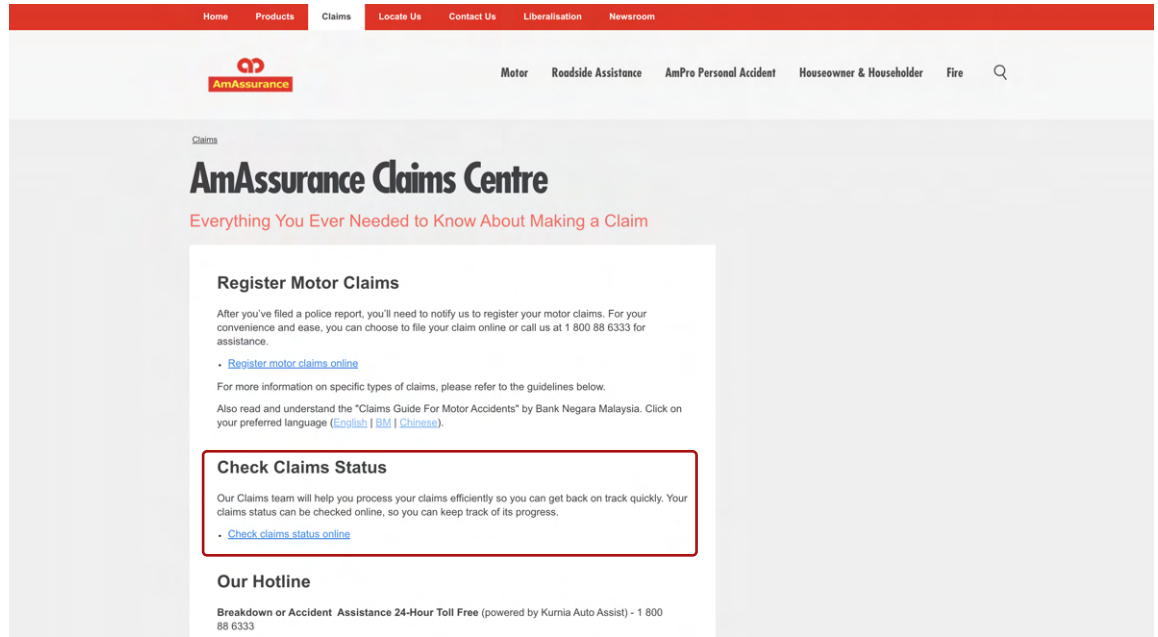 Home Products Claims Locate Us Contact Us Liberalisation Newsroom
AmAssurance
Motor Roadside Assistance AmPro Personal Accident Houseowner & Householder Fire
Claims
AmAssurance Claims Centre
Everything You Ever Needed to Know About Making a Claim
Register Motor Claims
After you've filed a police report, you'll need to notify us to register your motor claims. For your
convenience and ease, you can choose to file your claim online or call us at 1 800 88 6333 for
assistance.
• Register motor claims online
For more information on specific types of claims, please refer to the guidelines below.
Also read and understand the "Claims Guide For Motor Accidents" by Bank Negara Malaysia. Click on
your preferred language (English | BM | Chinese).
Check Claims Status
Our Claims team will help you process your claims efficiently so you can get back on track quickly. Your
claims status can be checked online, so you can keep track of its progress.
• Check claims status online
Our Hotline
Breakdown or Accident Assistance 24-Hour Toll Free (powered by Kurnia Auto Assist) - 1 800
88 6333